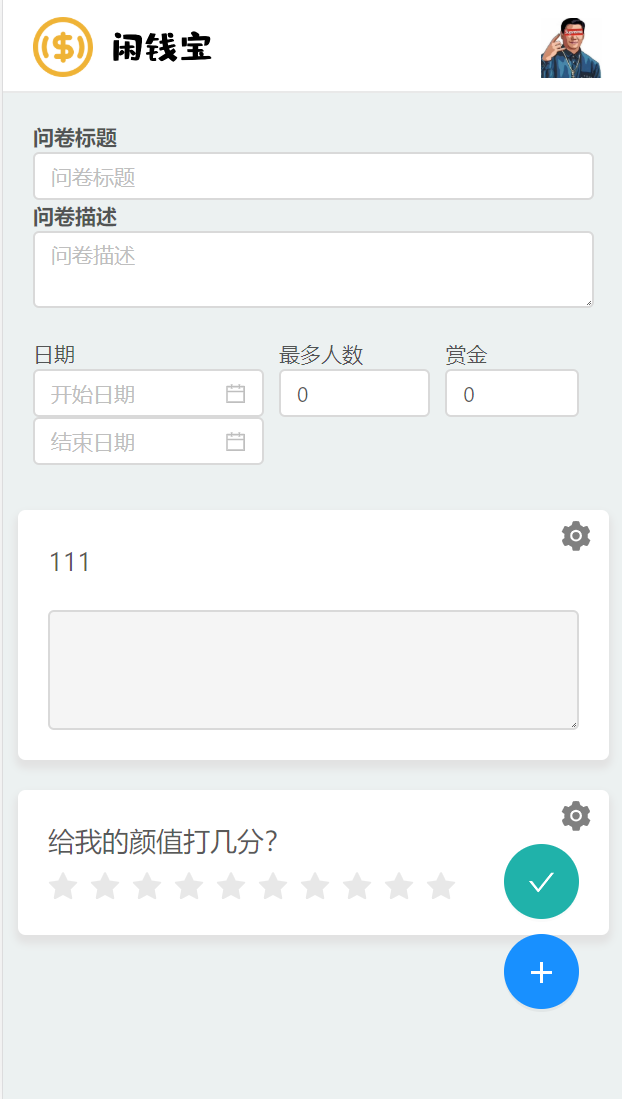 闲钱宝
Supreme
问卷标题
问卷标题
问卷描述
问卷描述
日期 最多人数 赏金
开始日期 0 0
结束日期
111
给我的颜值打几分？